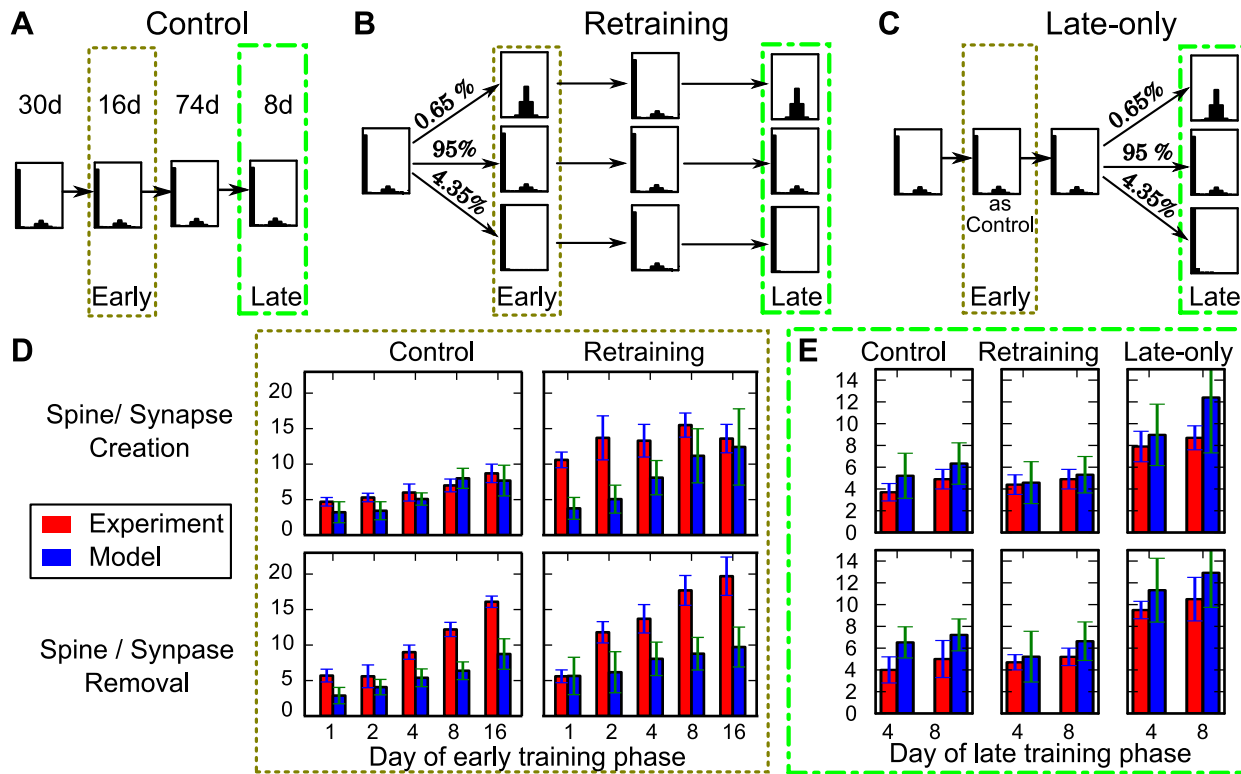 A Control
30d 16d 74d 8d
Early Late
B Retraining
0.65 %
95%
4.35%
Early Late
C Late-only
0.65%
95 %
4.35%
as
Control
Early Late
D
Control Retraining
Spine/ Synapse
Creation
20
15
10
5
0
Experiment
Model
Spine / Synpase
Removal
20
15
10
5
0
1 2 4 8 16 1 2 4 8 16
Day of early training phase
E
Control Retraining Late-only
14
12
10
8
6
4
2
0
14
12
10
8
6
4
2
0
4 8 4 8 4 8
Day of late training phase